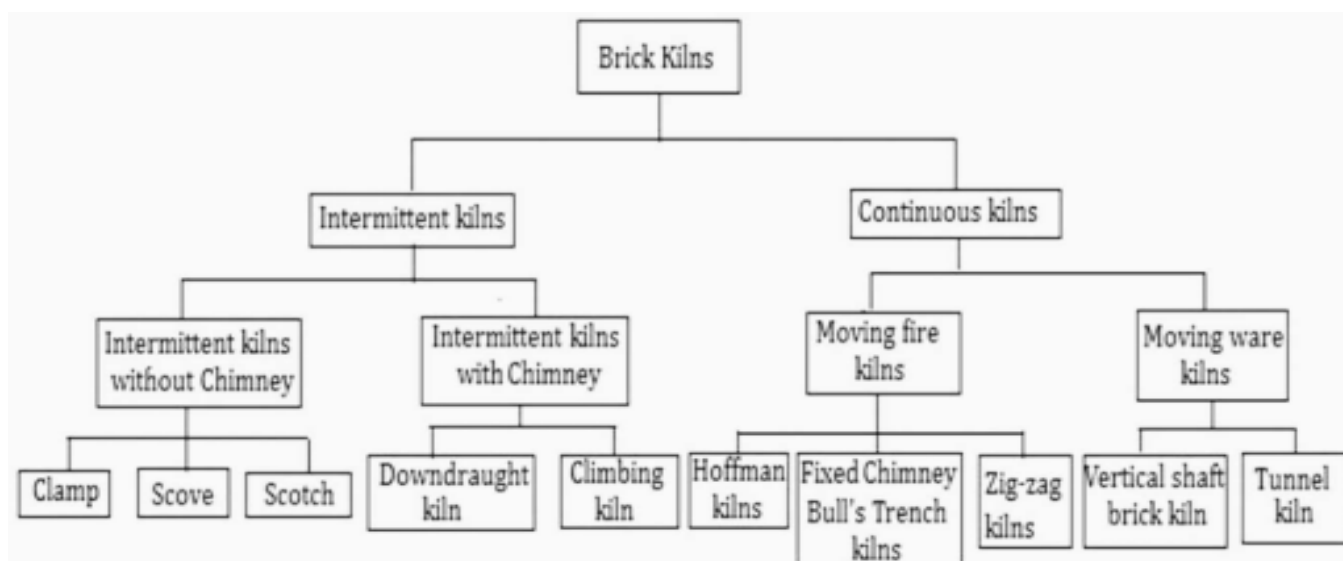 Brick Kilns
Intermittent kilns
Continuous kilns
Intermittent kilns
without Chimney
Intermittent kilns
with Chimney
Moving fire
kilns
Moving ware
kilns
Clamp
Scove
Scotch
Downdraught
kiln
Climbing
kiln
Hoffman
kilns
Fixed Chimney
Bull's Trench
kilns
Zig-zag
kilns
Vertical shaft
brick kiln
Tunnel
kiln